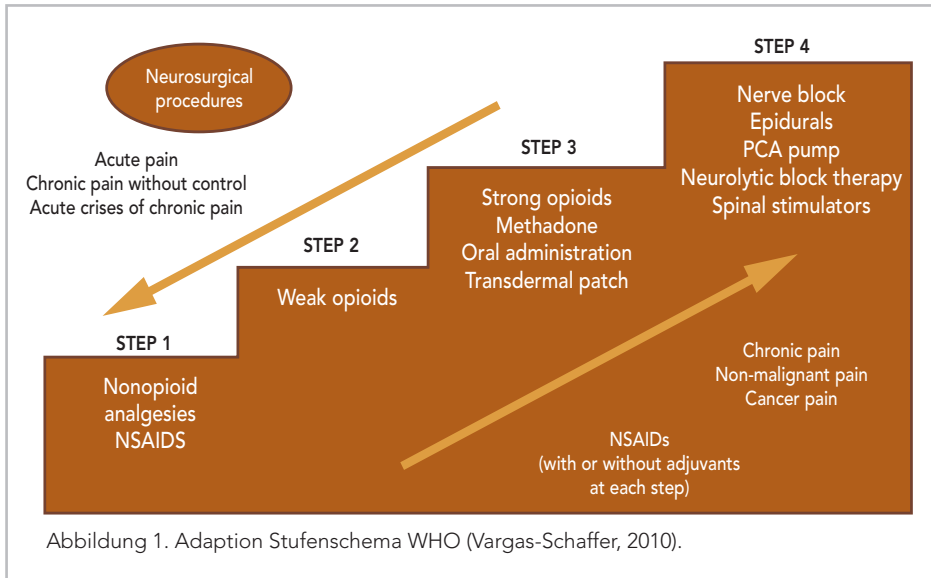 Neurosurgical
procedures
Acute pain
Chronic pain without control
Acute crises of chronic pain
STEP 1
Nonopioid
analgesies
NSAIDS
STEP 2
Weak opioids
STEP 3
Strong opioids
Methadone
Oral administration
Transdermal patch
STEP 4
Nerve block
Epidurals
PCA pump
Neurolytic block therapy
Spinal stimulators
Chronic pain
Non-malignant pain
Cancer pain
NSAIDs
(with or without adjuvants
at each step)
Abbildung 1. Adaption Stufenschema WHO (Vargas-Schaffer, 2010).